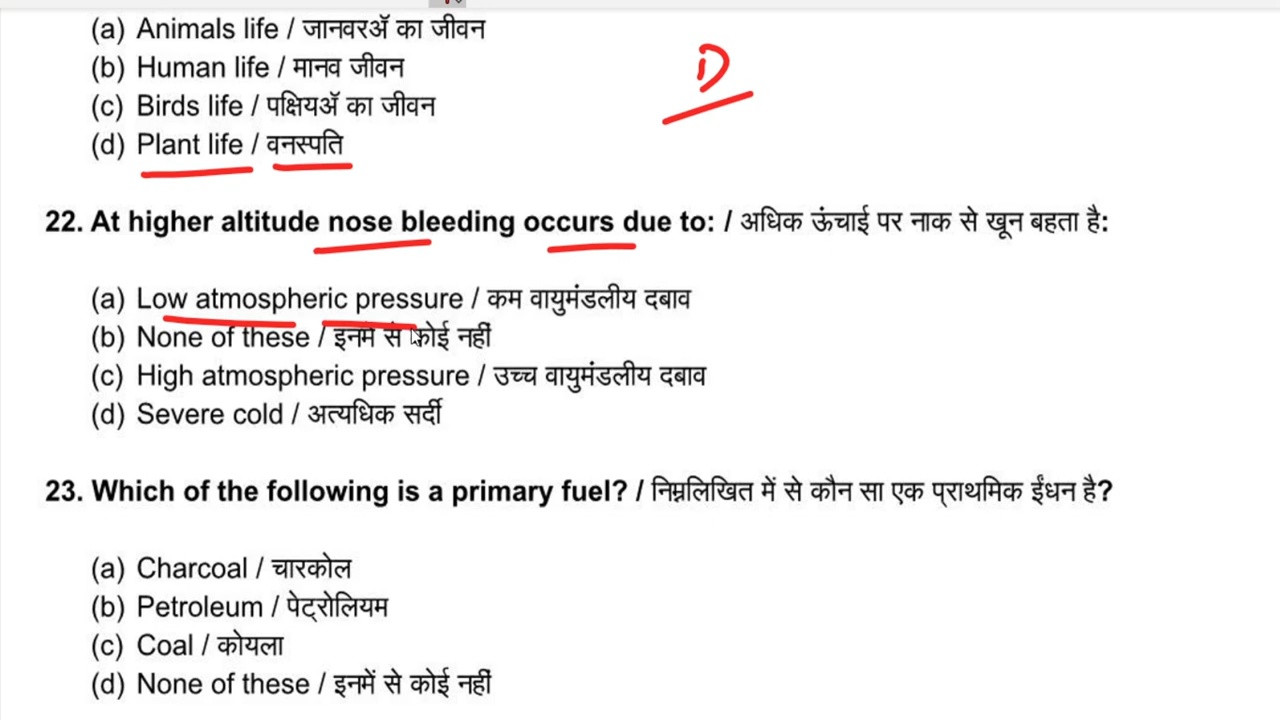 (a) Animals life / जानवरॲ का जीवन
(b) Human life / मानव जीवन
(c) Birds life / पक्षियॲ का जीवन
(d) Plant life / वनस्पति
D
22. At higher altitude nose bleeding occurs due to: / अधिक ऊंचाई पर नाक से खून बहता है:
(a) Low atmospheric pressure / कम वायुमंडलीय दबाव
(b) None of these / इनमें से कोई नहीं
(c) High atmospheric pressure / उच्च वायुमंडलीय दबाव
(d) Severe cold / अत्यधिक सर्दी
23. Which of the following is a primary fuel? / निम्नलिखित में से कौन सा एक प्राथमिक ईंधन है?
(a) Charcoal / चारकोल
(b) Petroleum / पेट्रोलियम
(c) Coal / कोयला
(d) None of these / इनमें से कोई नहीं